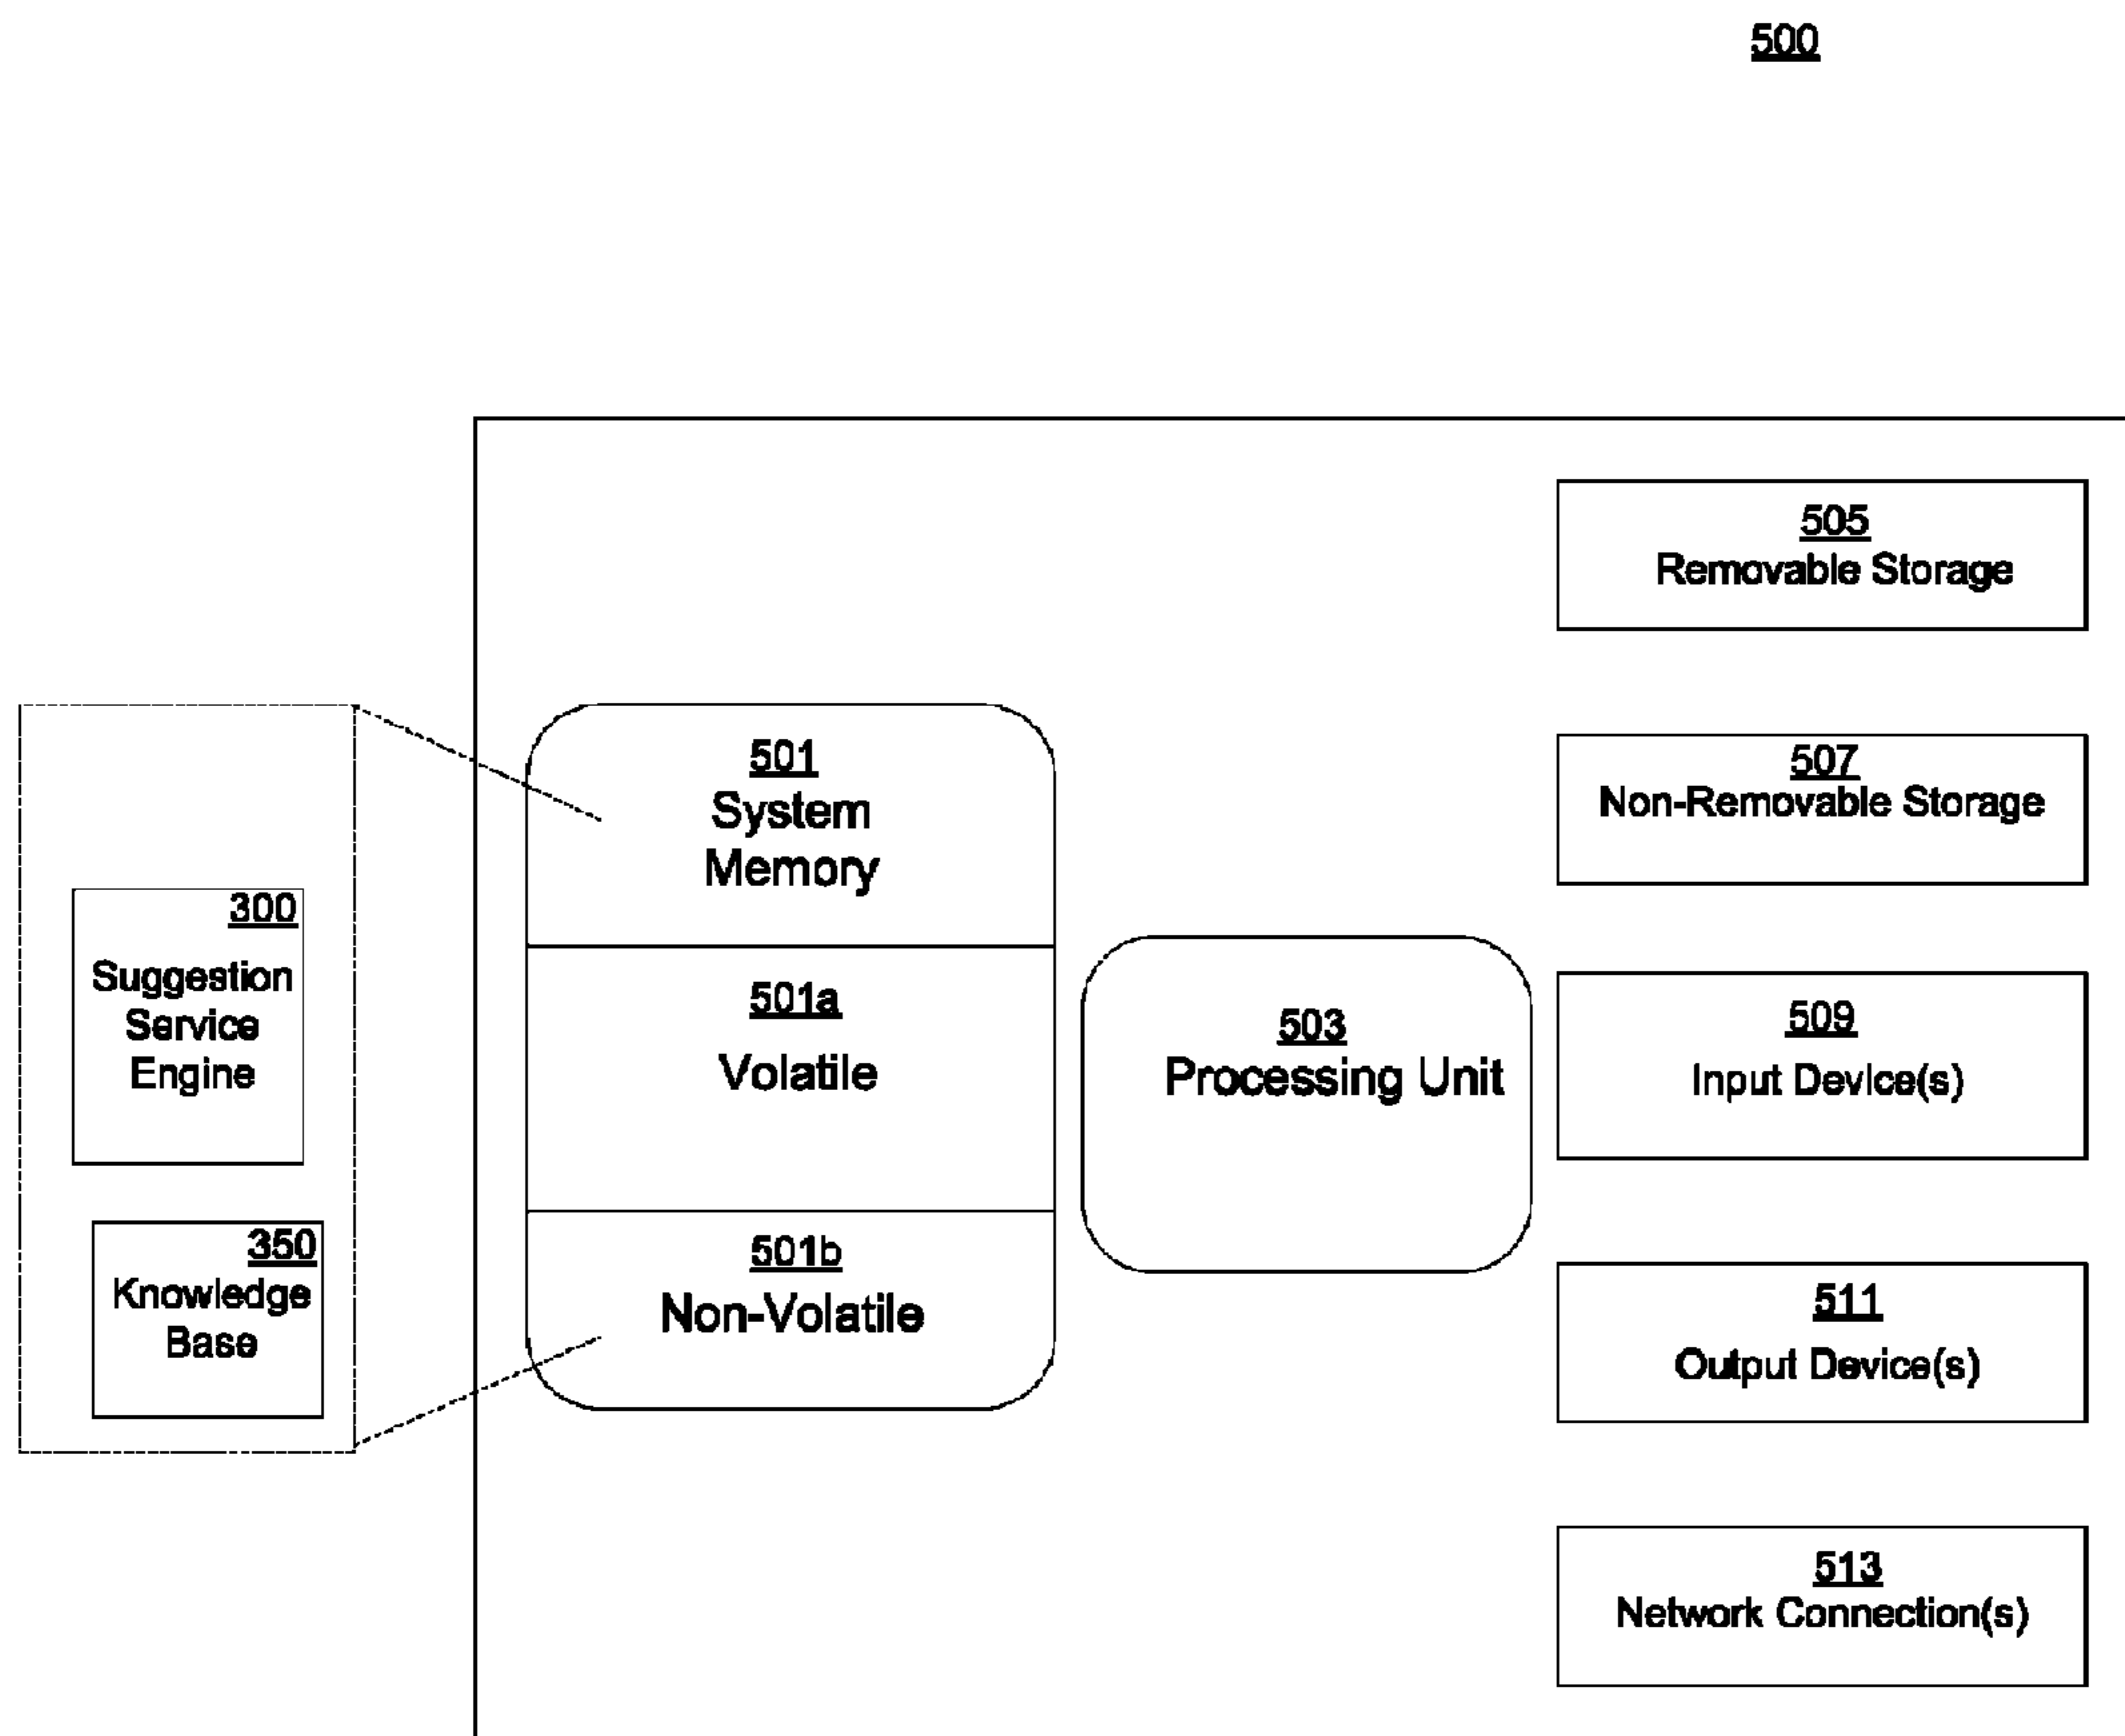 500
505
Removable Storage
507
Non-Removable Storage
501
System
Memory
300
Suggestion
Service
Engine
501a
Volatile
503
Processing Unit
509
Input Device(s)
350
Knowledge
Base
501b
Non-Volatile
511
Output Device(s)
513
Network Connection(s)